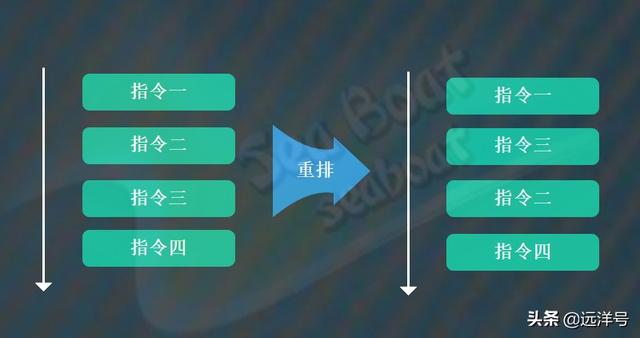 指令一
指令二
指令三
指令四
重排
指令一
指令三
指令二
指令四
Sea Boat
seaboat
头条 @远洋号